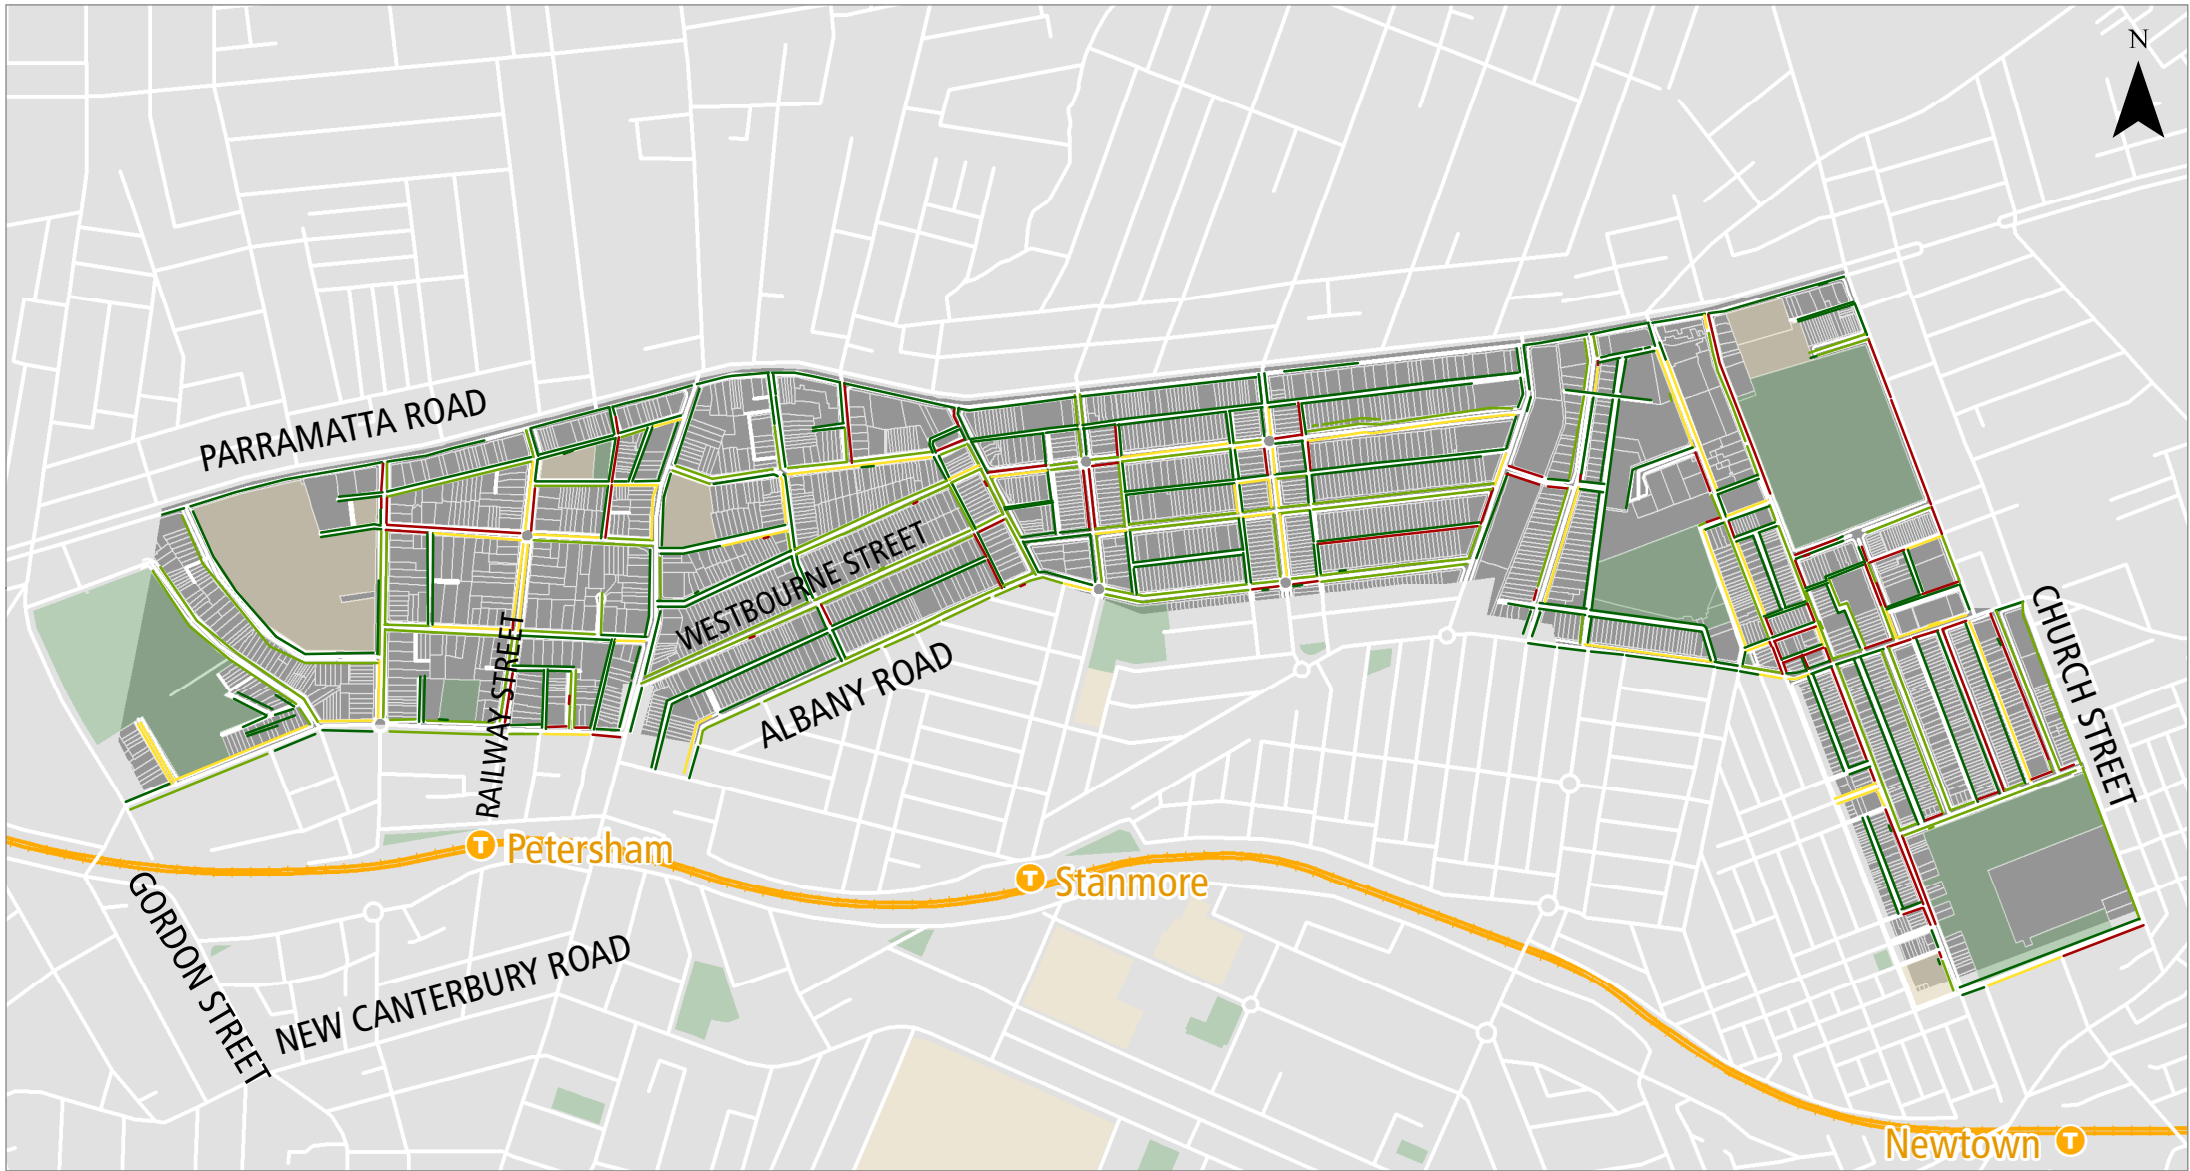 N
PARRAMATTA ROAD
WESTBOURNE STREET
CHURCH STREET
RAILWAY STREET
ALBANY ROAD
T Petersham
T Stanmore
GORDON STREET
NEW CANTERBURY ROAD
Newtown T